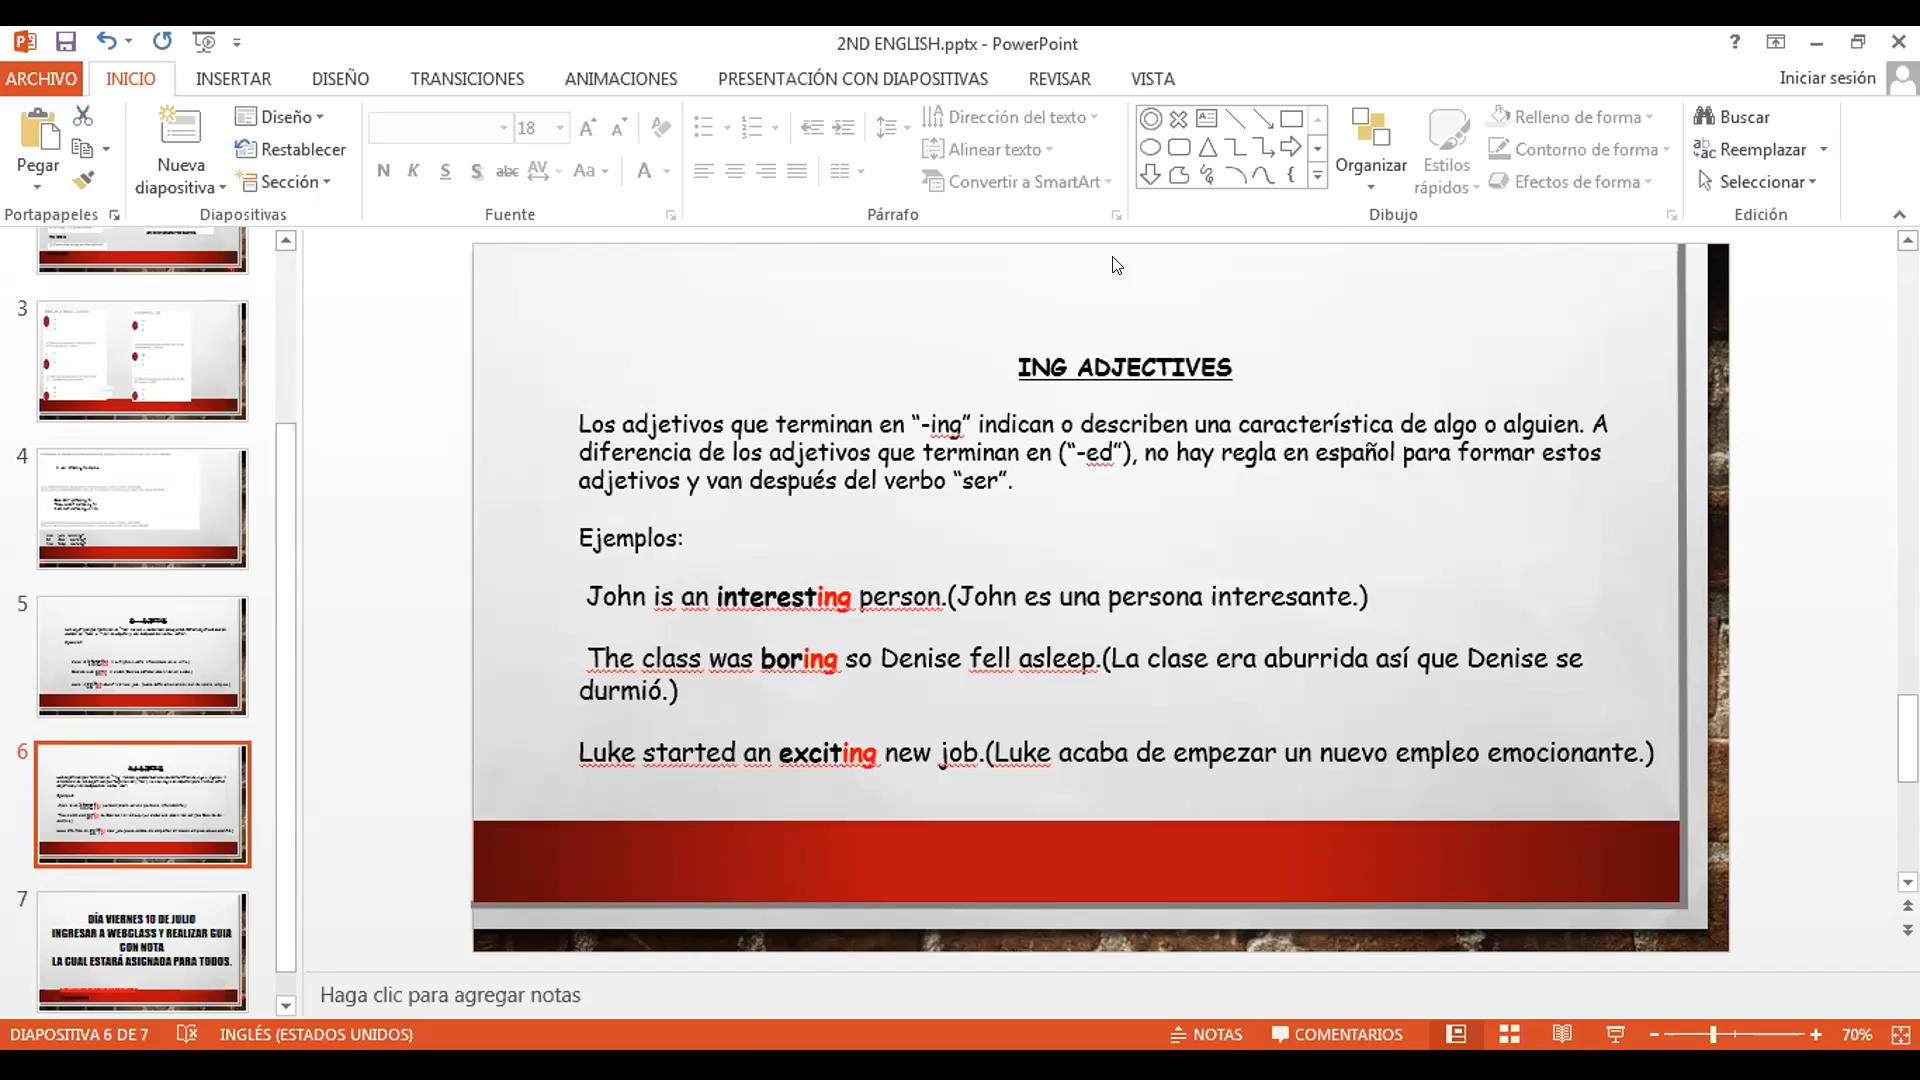 2ND ENGLISH.pptx - PowerPoint
?
ARCHIVO INICIO INSERTAR DISEÑO TRANSICIONES ANIMACIONES PRESENTACIÓN CON DIAPOSITIVAS REVISAR VISTA Iniciar sesión
Pegar
Nueva
diapositiva
Diseño
Restablecer
Sección
18
N K S S abc AV Aa A
Dirección del texto
Alinear texto
Convertir a SmartArt
Organizar
Estilos
rápidos
Relleno de forma
Contorno de forma
Efectos de forma
Buscar
Reemplazar
Seleccionar
Portapapeles Diapositivas Fuente Párrafo Dibujo Edición
3
4
5
6
7
DÍA VIERNES 10 DE JULIO
INGRESAR A WEBCLASS Y REALIZAR GUIA
CON NOTA
LA CUAL ESTARÁ ASIGNADA PARA TODOS.
ING ADJECTIVES
Los adjetivos que terminan en “-ing” indican o describen una característica de algo o alguien. A
diferencia de los adjetivos que terminan en (“-ed”), no hay regla en español para formar estos
adjetivos y van después del verbo “ser”.
Ejemplos:
John is an interesting person.(John es una persona interesante.)
The class was boring so Denise fell asleep.(La clase era aburrida así que Denise se
durmió.)
Luke started an exciting new job.(Luke acaba de empezar un nuevo empleo emocionante.)
Haga clic para agregar notas
DIAPOSITIVA 6 DE 7 INGLÉS (ESTADOS UNIDOS) NOTAS COMENTARIOS 70%